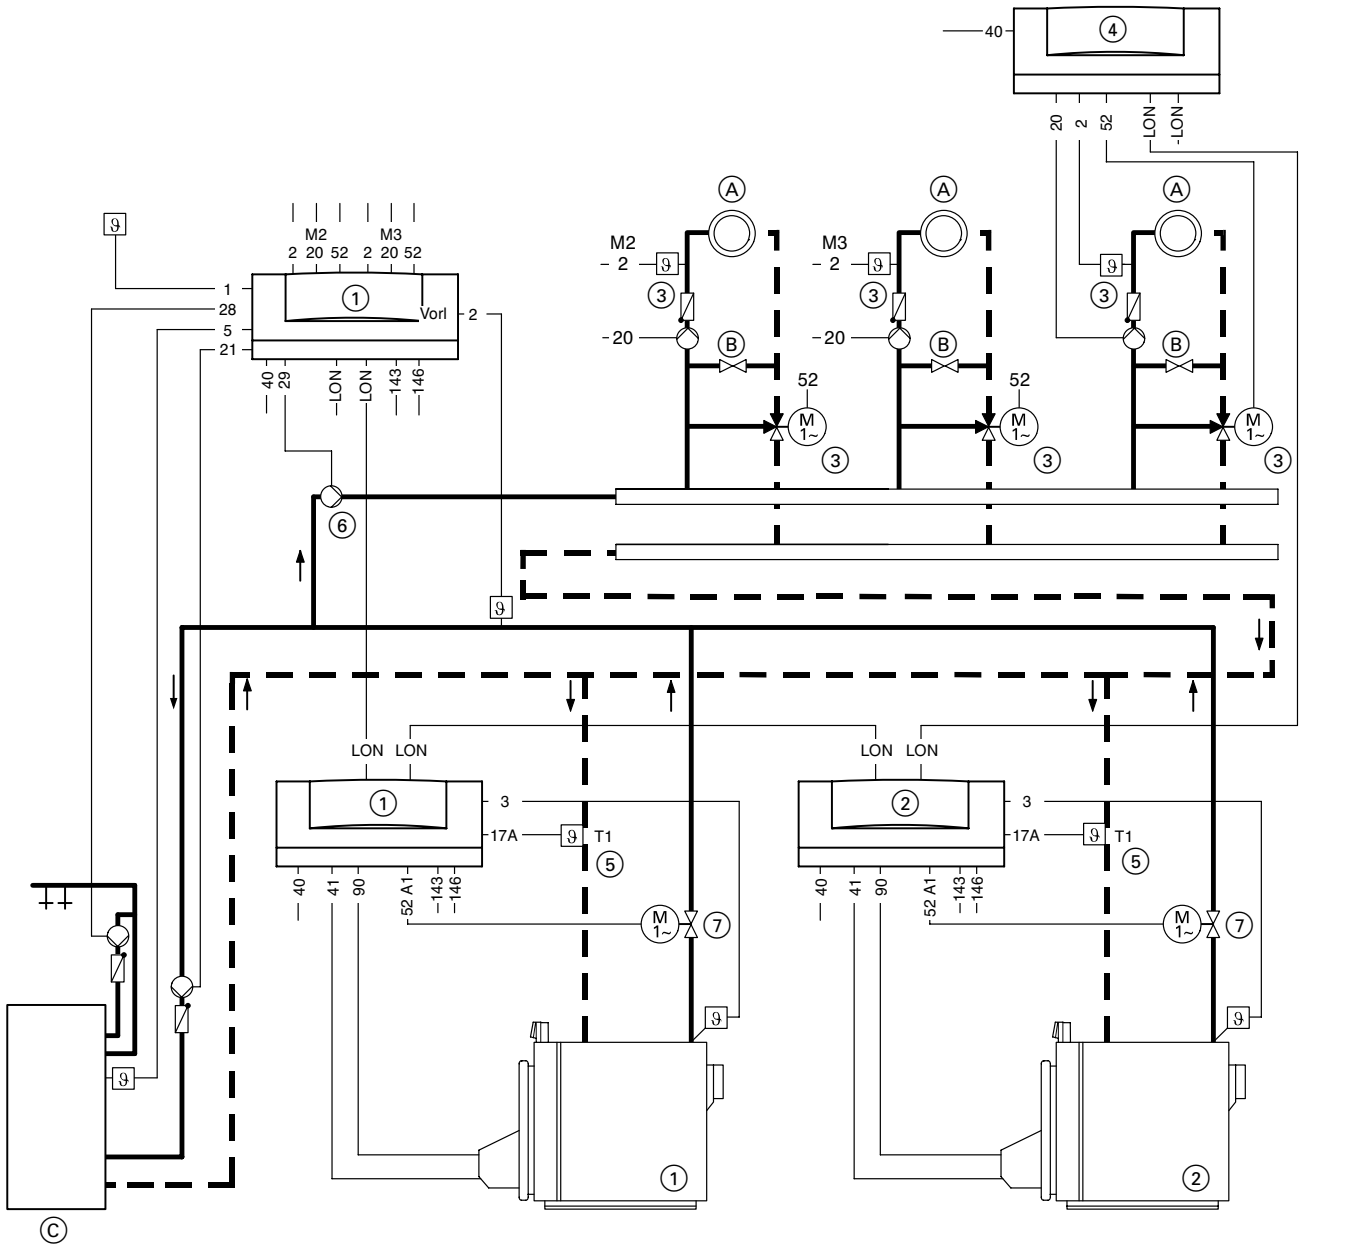 40 4
20 2 52 LON LON
A A A
ϑ
M2 M3
2 20 52 2 20 52
M2 M3
2 ϑ 2 ϑ ϑ
1 1
28 Vorl 2
3 3 3
5
20 20
21
B B B
40 29 LON LON 143 146
52 52
M M M
1~ 1~ 1~
3 3 3
6
ϑ
LON LON LON LON
1 3 2 3
17A ϑ T1 17A ϑ T1
5 5
40 41 90 52 A1 143 146 40 41 90 52 A1 143 146
M M
1~ 7 1~ 7
ϑ ϑ
ϑ
1 2
C